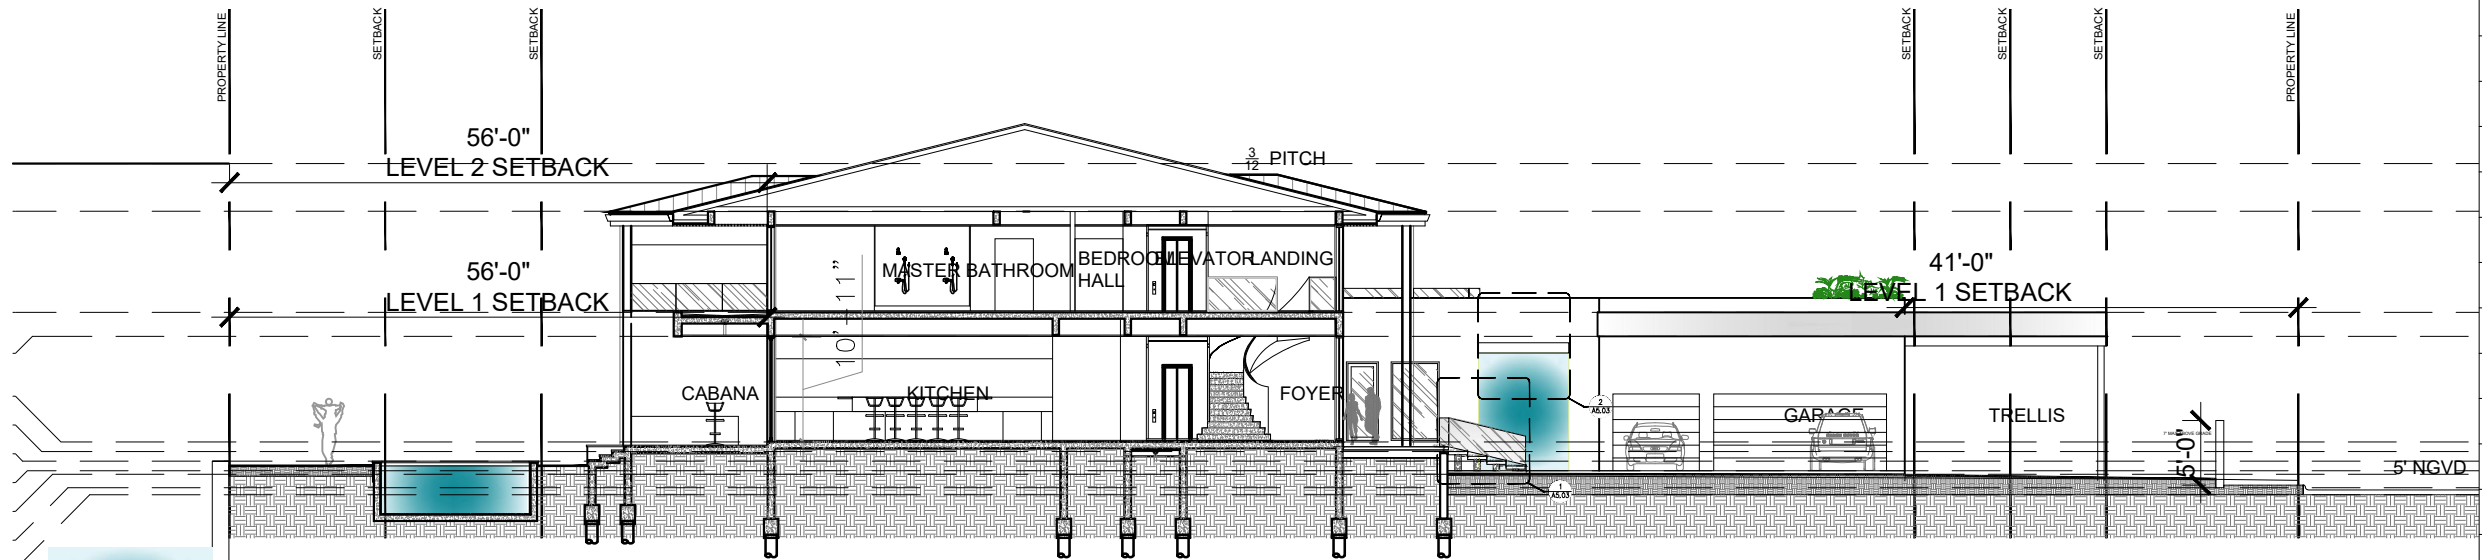 PROPERTY LINE
SETBACK
SETBACK
SETBACK
SETBACK
SETBACK
PROPERTY LINE
56'-0"
LEVEL 2 SETBACK
3/12 PITCH
56'-0"
LEVEL 1 SETBACK
10'-11"
MASTER BATHROOM
BEDROOM
HALL
ELEVATOR
LANDING
41'-0"
LEVEL 1 SETBACK
CABANA
KITCHEN
FOYER
2
A5.03
GARAGE
TRELLIS
5'-0"
5' NGVD
1
A5.03